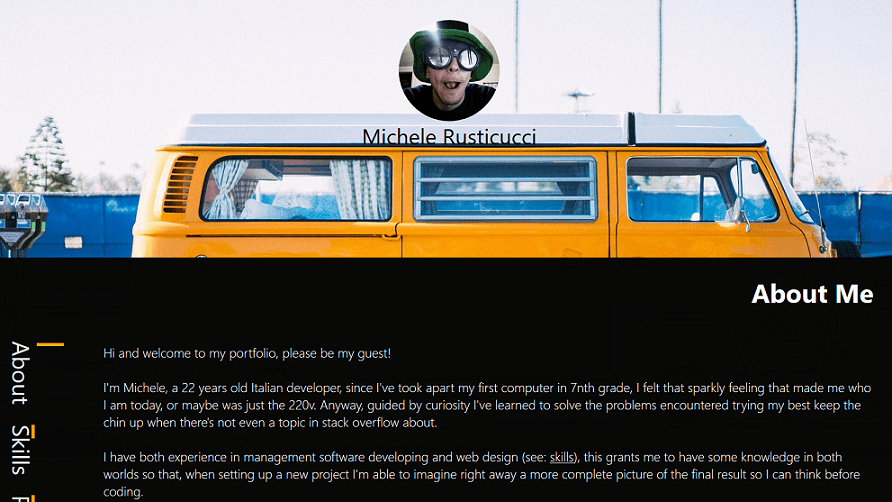 Michele Rusticucci
About Me
About
Skills
Hi and welcome to my portfolio, please be my guest!
I'm Michele, a 22 years old Italian developer, since I've took apart my first computer in 7nth grade, I felt that sparkly feeling that made me who
I am today, or maybe was just the 220v. Anyway, guided by curiosity I've learned to solve the problems encountered trying my best keep the
chin up when there's not even a topic in stack overflow about.
I have both experience in management software developing and web design (see: skills), this grants me to have some knowledge in both
worlds so that, when setting up a new project I'm able to imagine right away a more complete picture of the final result so I can think before
coding.